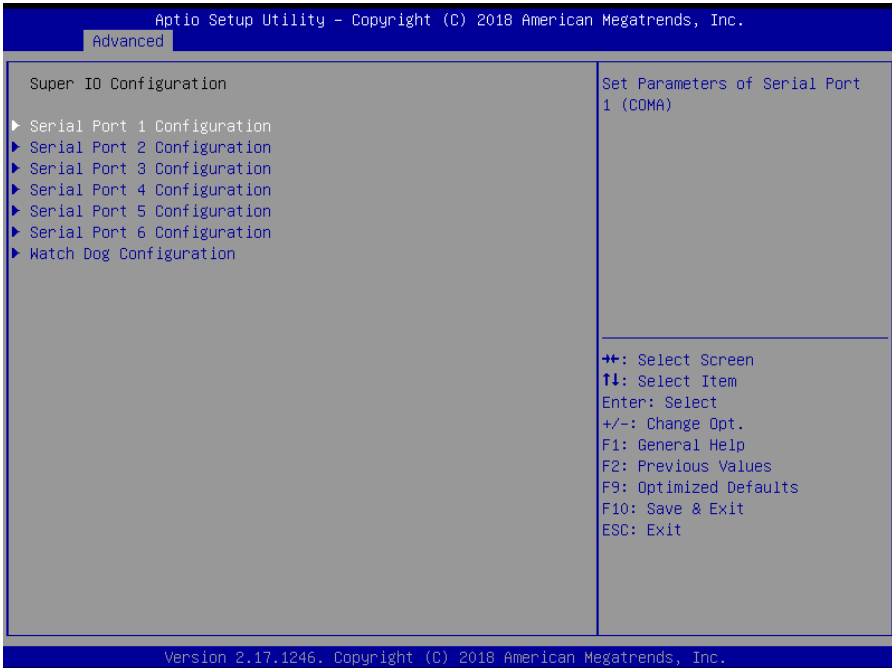 Aptio Setup Utility – Copyright (C) 2018 American Megatrends, Inc.
Advanced
Super IO Configuration
Serial Port 1 Configuration
Serial Port 2 Configuration
Serial Port 3 Configuration
Serial Port 4 Configuration
Serial Port 5 Configuration
Serial Port 6 Configuration
Watch Dog Configuration
Set Parameters of Serial Port
1 (COMA)
→←: Select Screen
↑↓: Select Item
Enter: Select
+/-: Change Opt.
F1: General Help
F2: Previous Values
F9: Optimized Defaults
F10: Save & Exit
ESC: Exit
Version 2.17.1246. Copyright (C) 2018 American Megatrends, Inc.